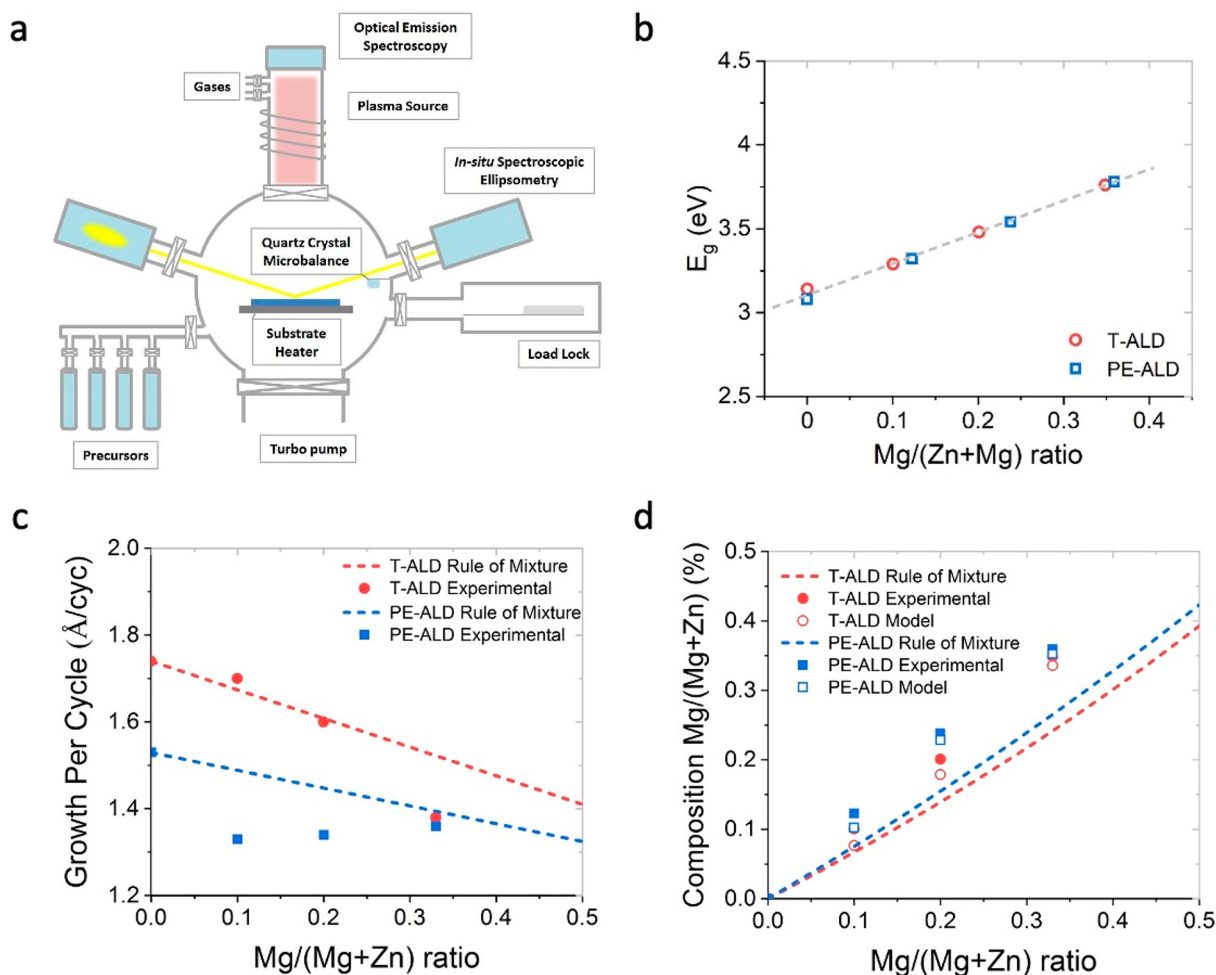 a
Optical Emission
Spectroscopy
Gases
Plasma Source
In-situ Spectroscopic
Ellipsometry
Quartz Crystal
Microbalance
Substrate
Heater
Load Lock
Precursors
Turbo pump
b
4.5
4
3.5
3
2.5
Eg (eV)
T-ALD
PE-ALD
0 0.1 0.2 0.3 0.4
Mg/(Zn+Mg) ratio
c
2.0
1.8
1.6
1.4
1.2
Growth Per Cycle (Å/cyc)
T-ALD Rule of Mixture
T-ALD Experimental
PE-ALD Rule of Mixture
PE-ALD Experimental
0.0 0.1 0.2 0.3 0.4 0.5
Mg/(Mg+Zn) ratio
d
0.5
0.4
0.3
0.2
0.1
0.0
Composition Mg/(Mg+Zn) (%)
T-ALD Rule of Mixture
T-ALD Experimental
T-ALD Model
PE-ALD Rule of Mixture
PE-ALD Experimental
PE-ALD Model
0.0 0.1 0.2 0.3 0.4 0.5
Mg/(Mg+Zn) ratio